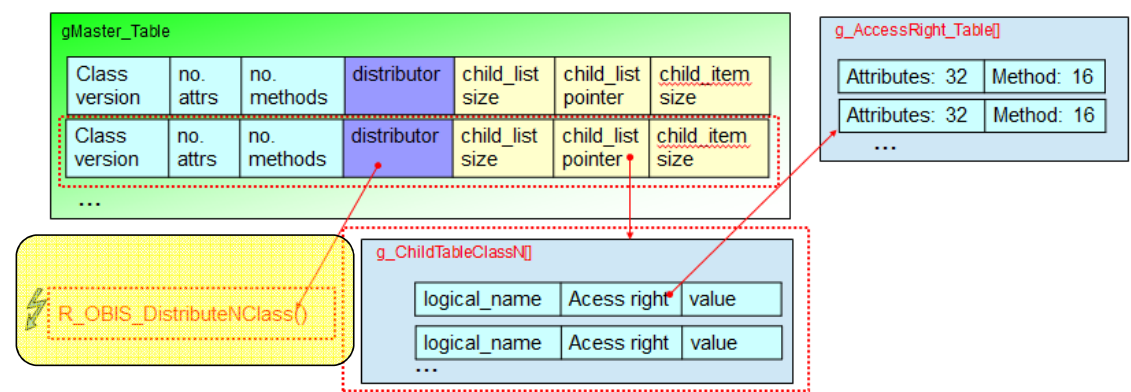 gMaster_Table
Class version no. attrs no. methods distributor child_list size child_list pointer child_item size
Class version no. attrs no. methods distributor child_list size child_list pointer child_item size
...
g_AccessRight_Table[]
Attributes: 32 Method: 16
Attributes: 32 Method: 16
...
R_OBIS_DistributeNClass()
g_ChildTableClassN[]
logical_name Acess right value
logical_name Acess right value
...